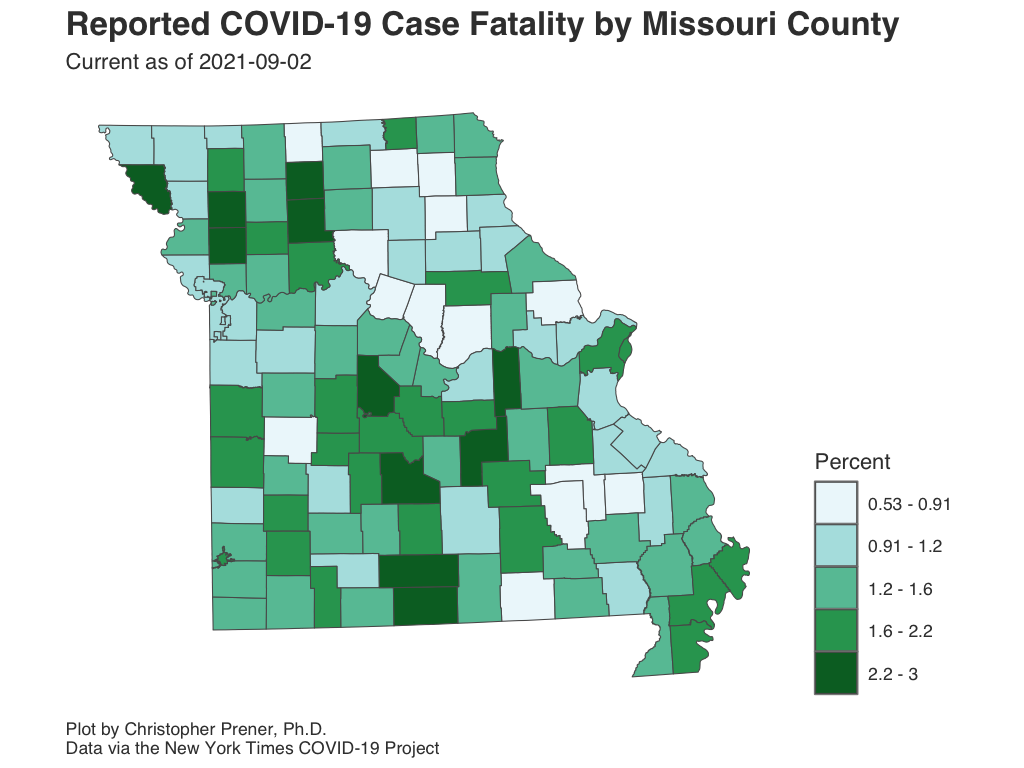 Reported COVID-19 Case Fatality by Missouri County
Current as of 2021-09-02
Percent
0.53 - 0.91
0.91 - 1.2
1.2 - 1.6
1.6 - 2.2
2.2 - 3
Plot by Christopher Prener, Ph.D.
Data via the New York Times COVID-19 Project